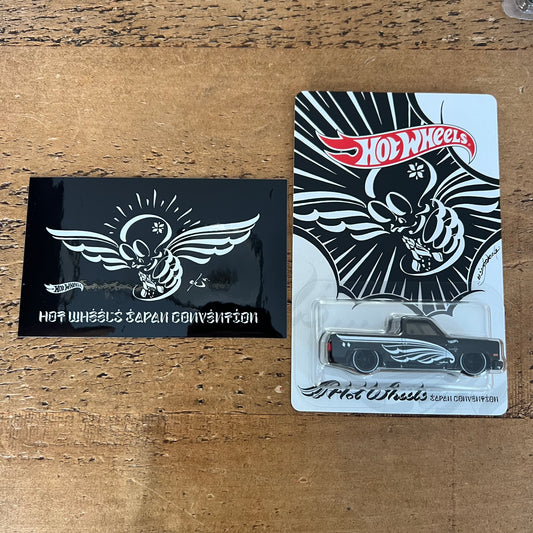 HOT WHEELS
HOT WHEELS JAPAN CONVENTION
HOT WHEELS
Hot Wheels
JAPAN CONVENTION